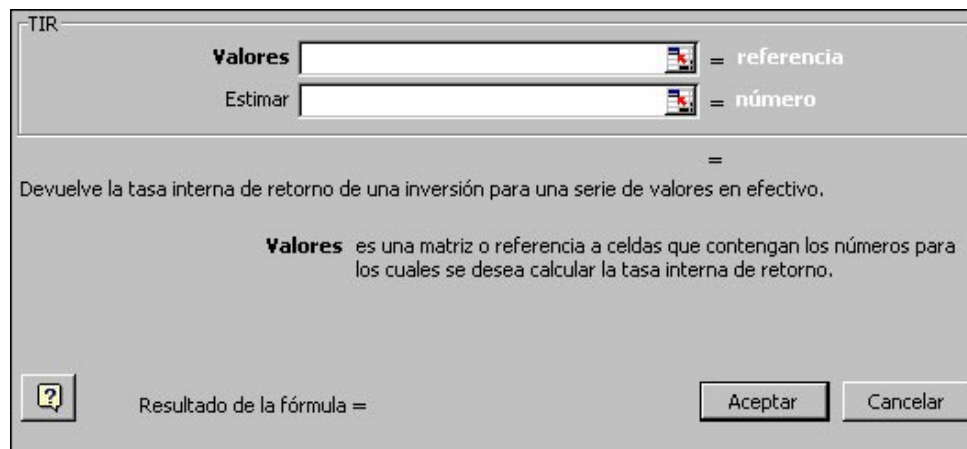 TIR
Valores = referencia
Estimar = número
=
Devuelve la tasa interna de retorno de una inversión para una serie de valores en efectivo.
Valores es una matriz o referencia a celdas que contengan los números para
los cuales se desea calcular la tasa interna de retorno.
?
Resultado de la fórmula =
Aceptar
Cancelar